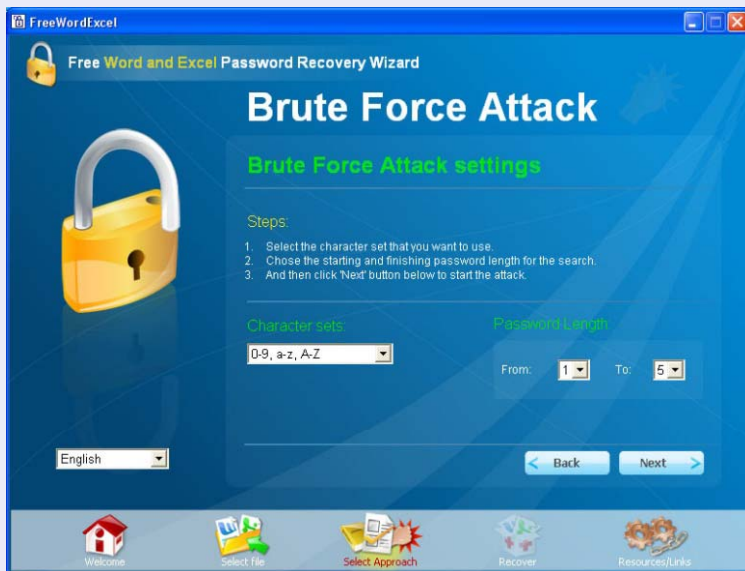 FreeWordExcel
Free Word and Excel Password Recovery Wizard
Brute Force Attack
Brute Force Attack settings
Steps:
1. Select the character set that you want to use.
2. Chose the starting and finishing password length for the search.
3. And then click 'Next' button below to start the attack.
Character sets:
Password Length
0-9, a-z, A-Z
From: 1 To: 5
English
< Back Next >
Welcome Select file Select Approach Recover Resources/Links